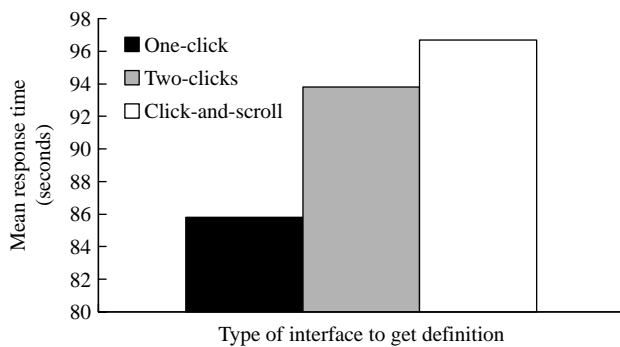 98
96
94
92
90
88
86
84
82
80
Mean response time
(seconds)
One-click
Two-clicks
Click-and-scroll
Type of interface to get definition